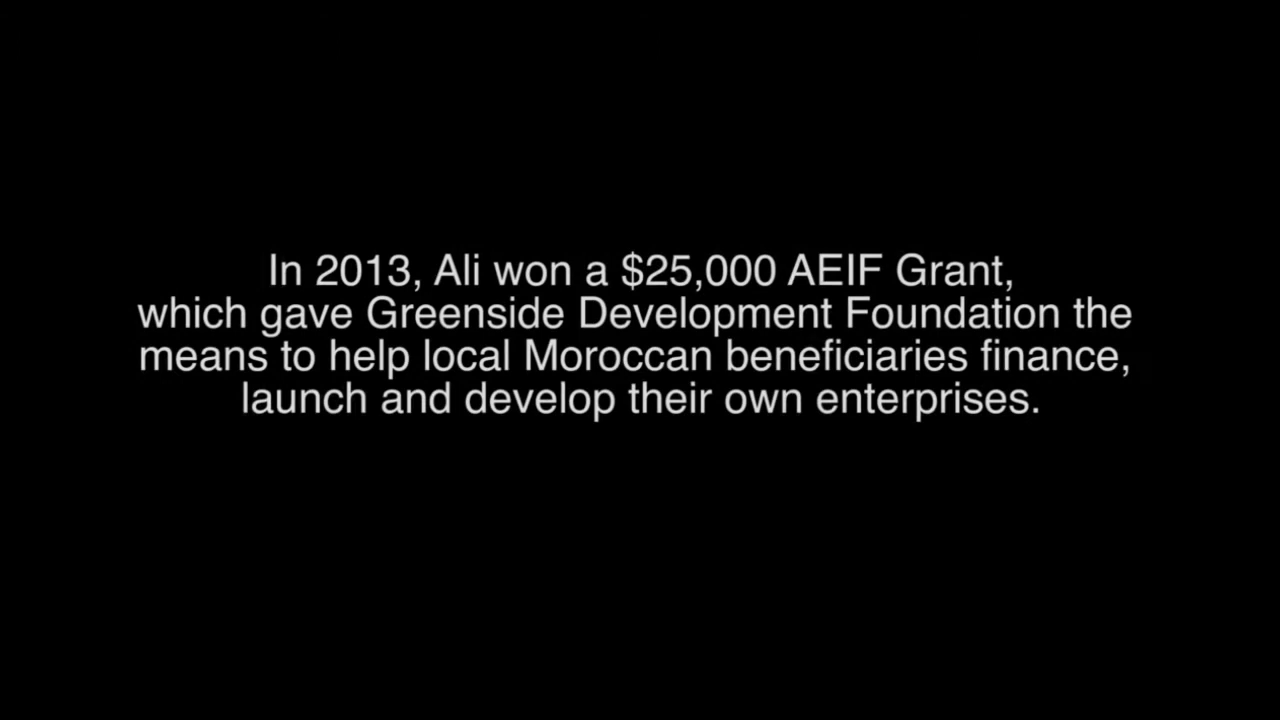 In 2013, Ali won a $25,000 AEIF Grant,
which gave Greenside Development Foundation the
means to help local Moroccan beneficiaries finance,
launch and develop their own enterprises.